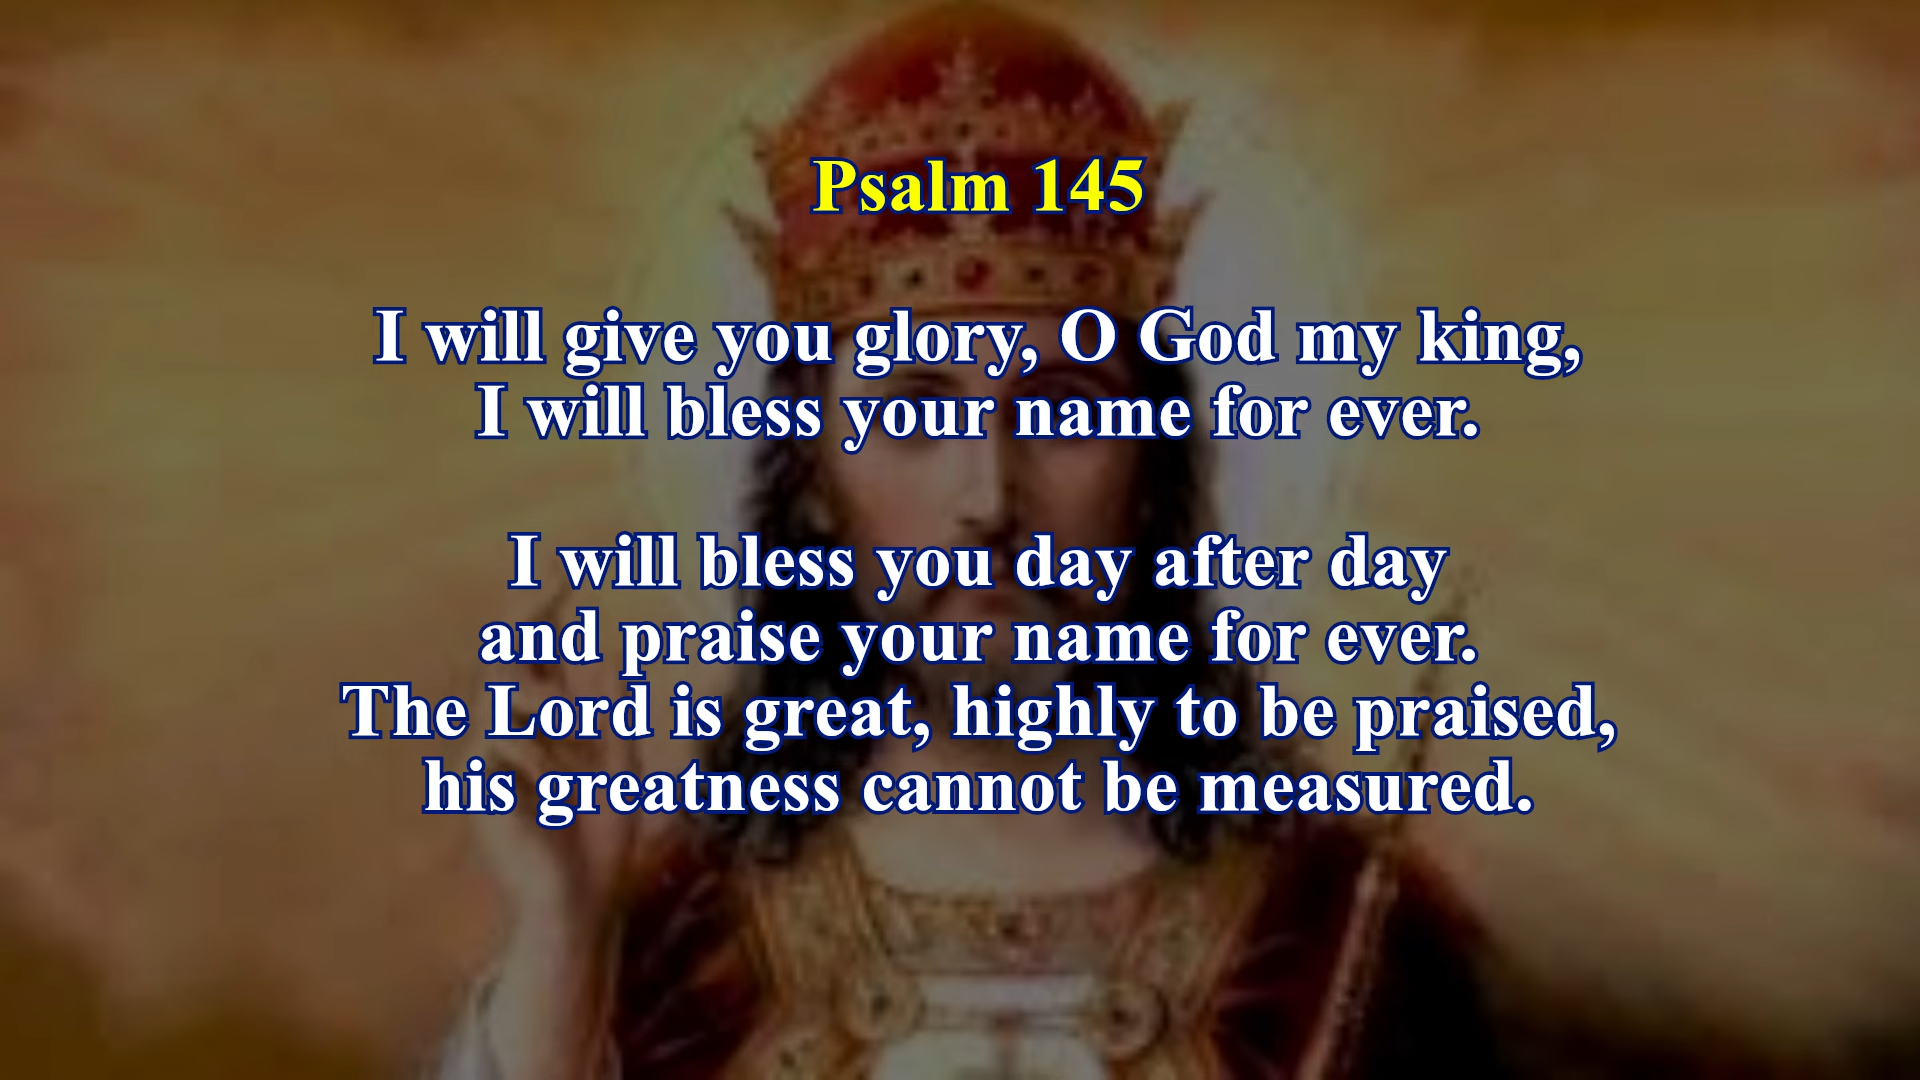 Psalm 145
I will give you glory, O God my king,
I will bless your name for ever.
I will bless you day after day
and praise your name for ever.
The Lord is great, highly to be praised,
his greatness cannot be measured.